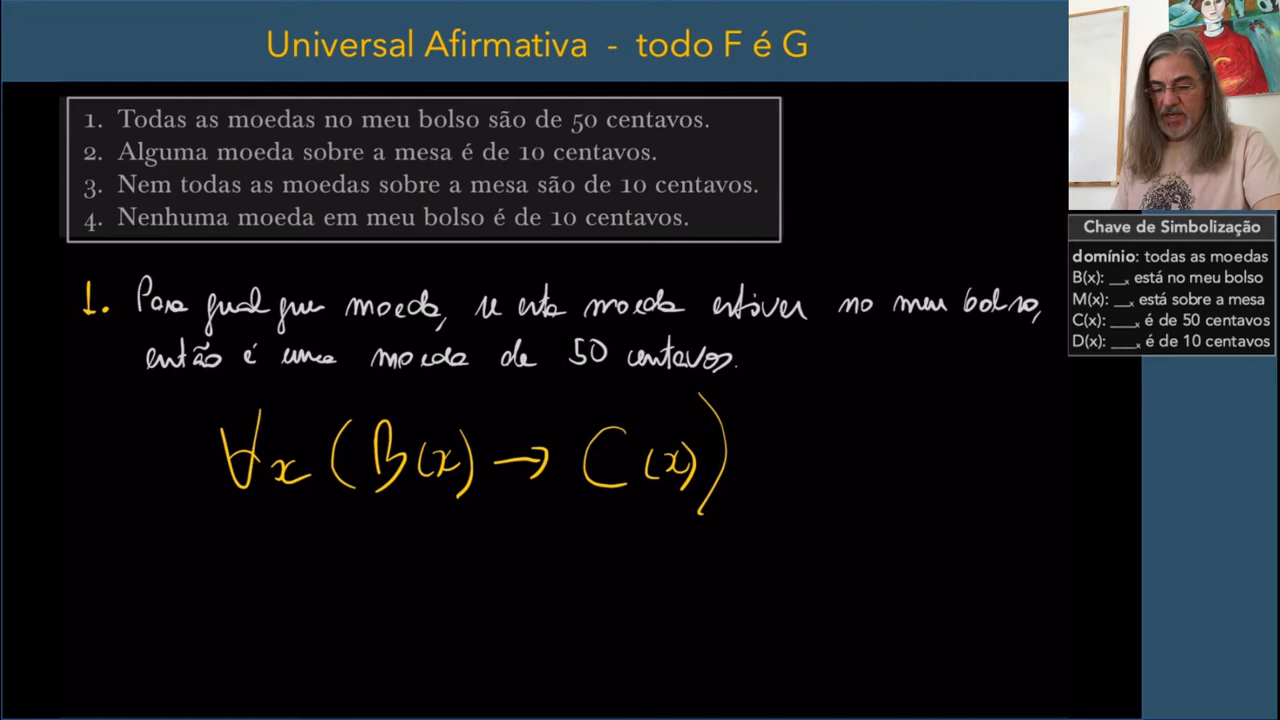 Universal Afirmativa - todo F é G
1. Todas as moedas no meu bolso são de 50 centavos.
2. Alguma moeda sobre a mesa é de 10 centavos.
3. Nem todas as moedas sobre a mesa são de 10 centavos.
4. Nenhuma moeda em meu bolso é de 10 centavos.
Chave de Simbolização
domínio: todas as moedas
B(x): __ₓ está no meu bolso
M(x): __ₓ está sobre a mesa
C(x): ___ₓ é de 50 centavos
D(x): ___ₓ é de 10 centavos
1. Para qualquer moeda, se esta moeda estiver no meu bolso,
então é uma moeda de 50 centavos.
∀x (B(x) → C(x))